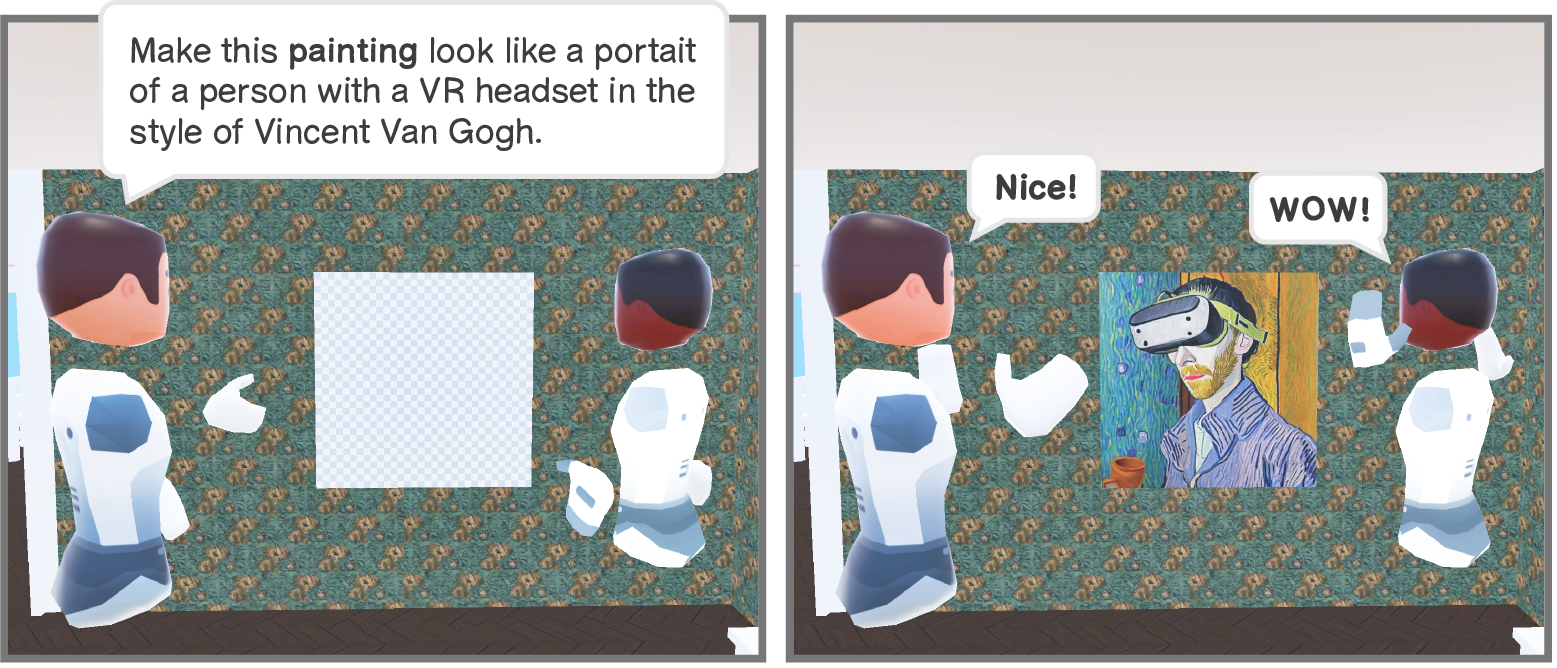 Make this painting look like a portait
of a person with a VR headset in the
style of Vincent Van Gogh.
Nice!
WOW!